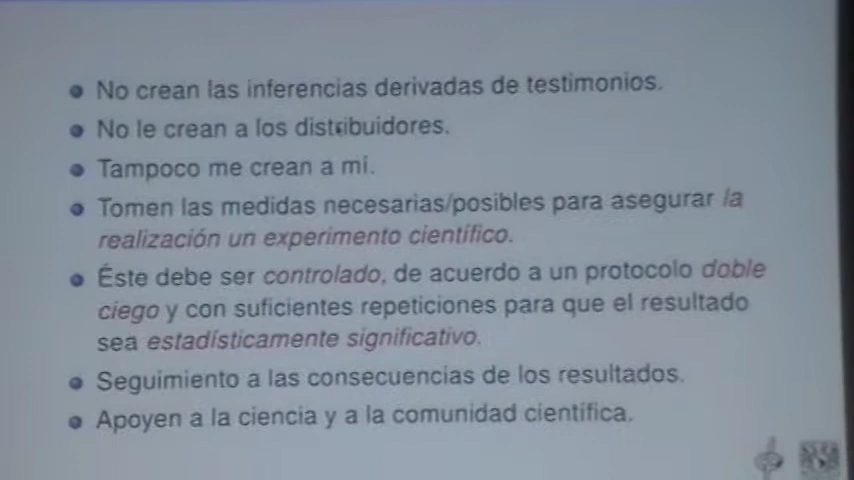 No crean las inferencias derivadas de testimonios.
No le crean a los distribuidores.
Tampoco me crean a mí.
Tomen las medidas necesarias/posibles para asegurar la
realización un experimento científico.
Éste debe ser controlado, de acuerdo a un protocolo doble
ciego y con suficientes repeticiones para que el resultado
sea estadísticamente significativo.
Seguimiento a las consecuencias de los resultados.
Apoyen a la ciencia y a la comunidad científica.